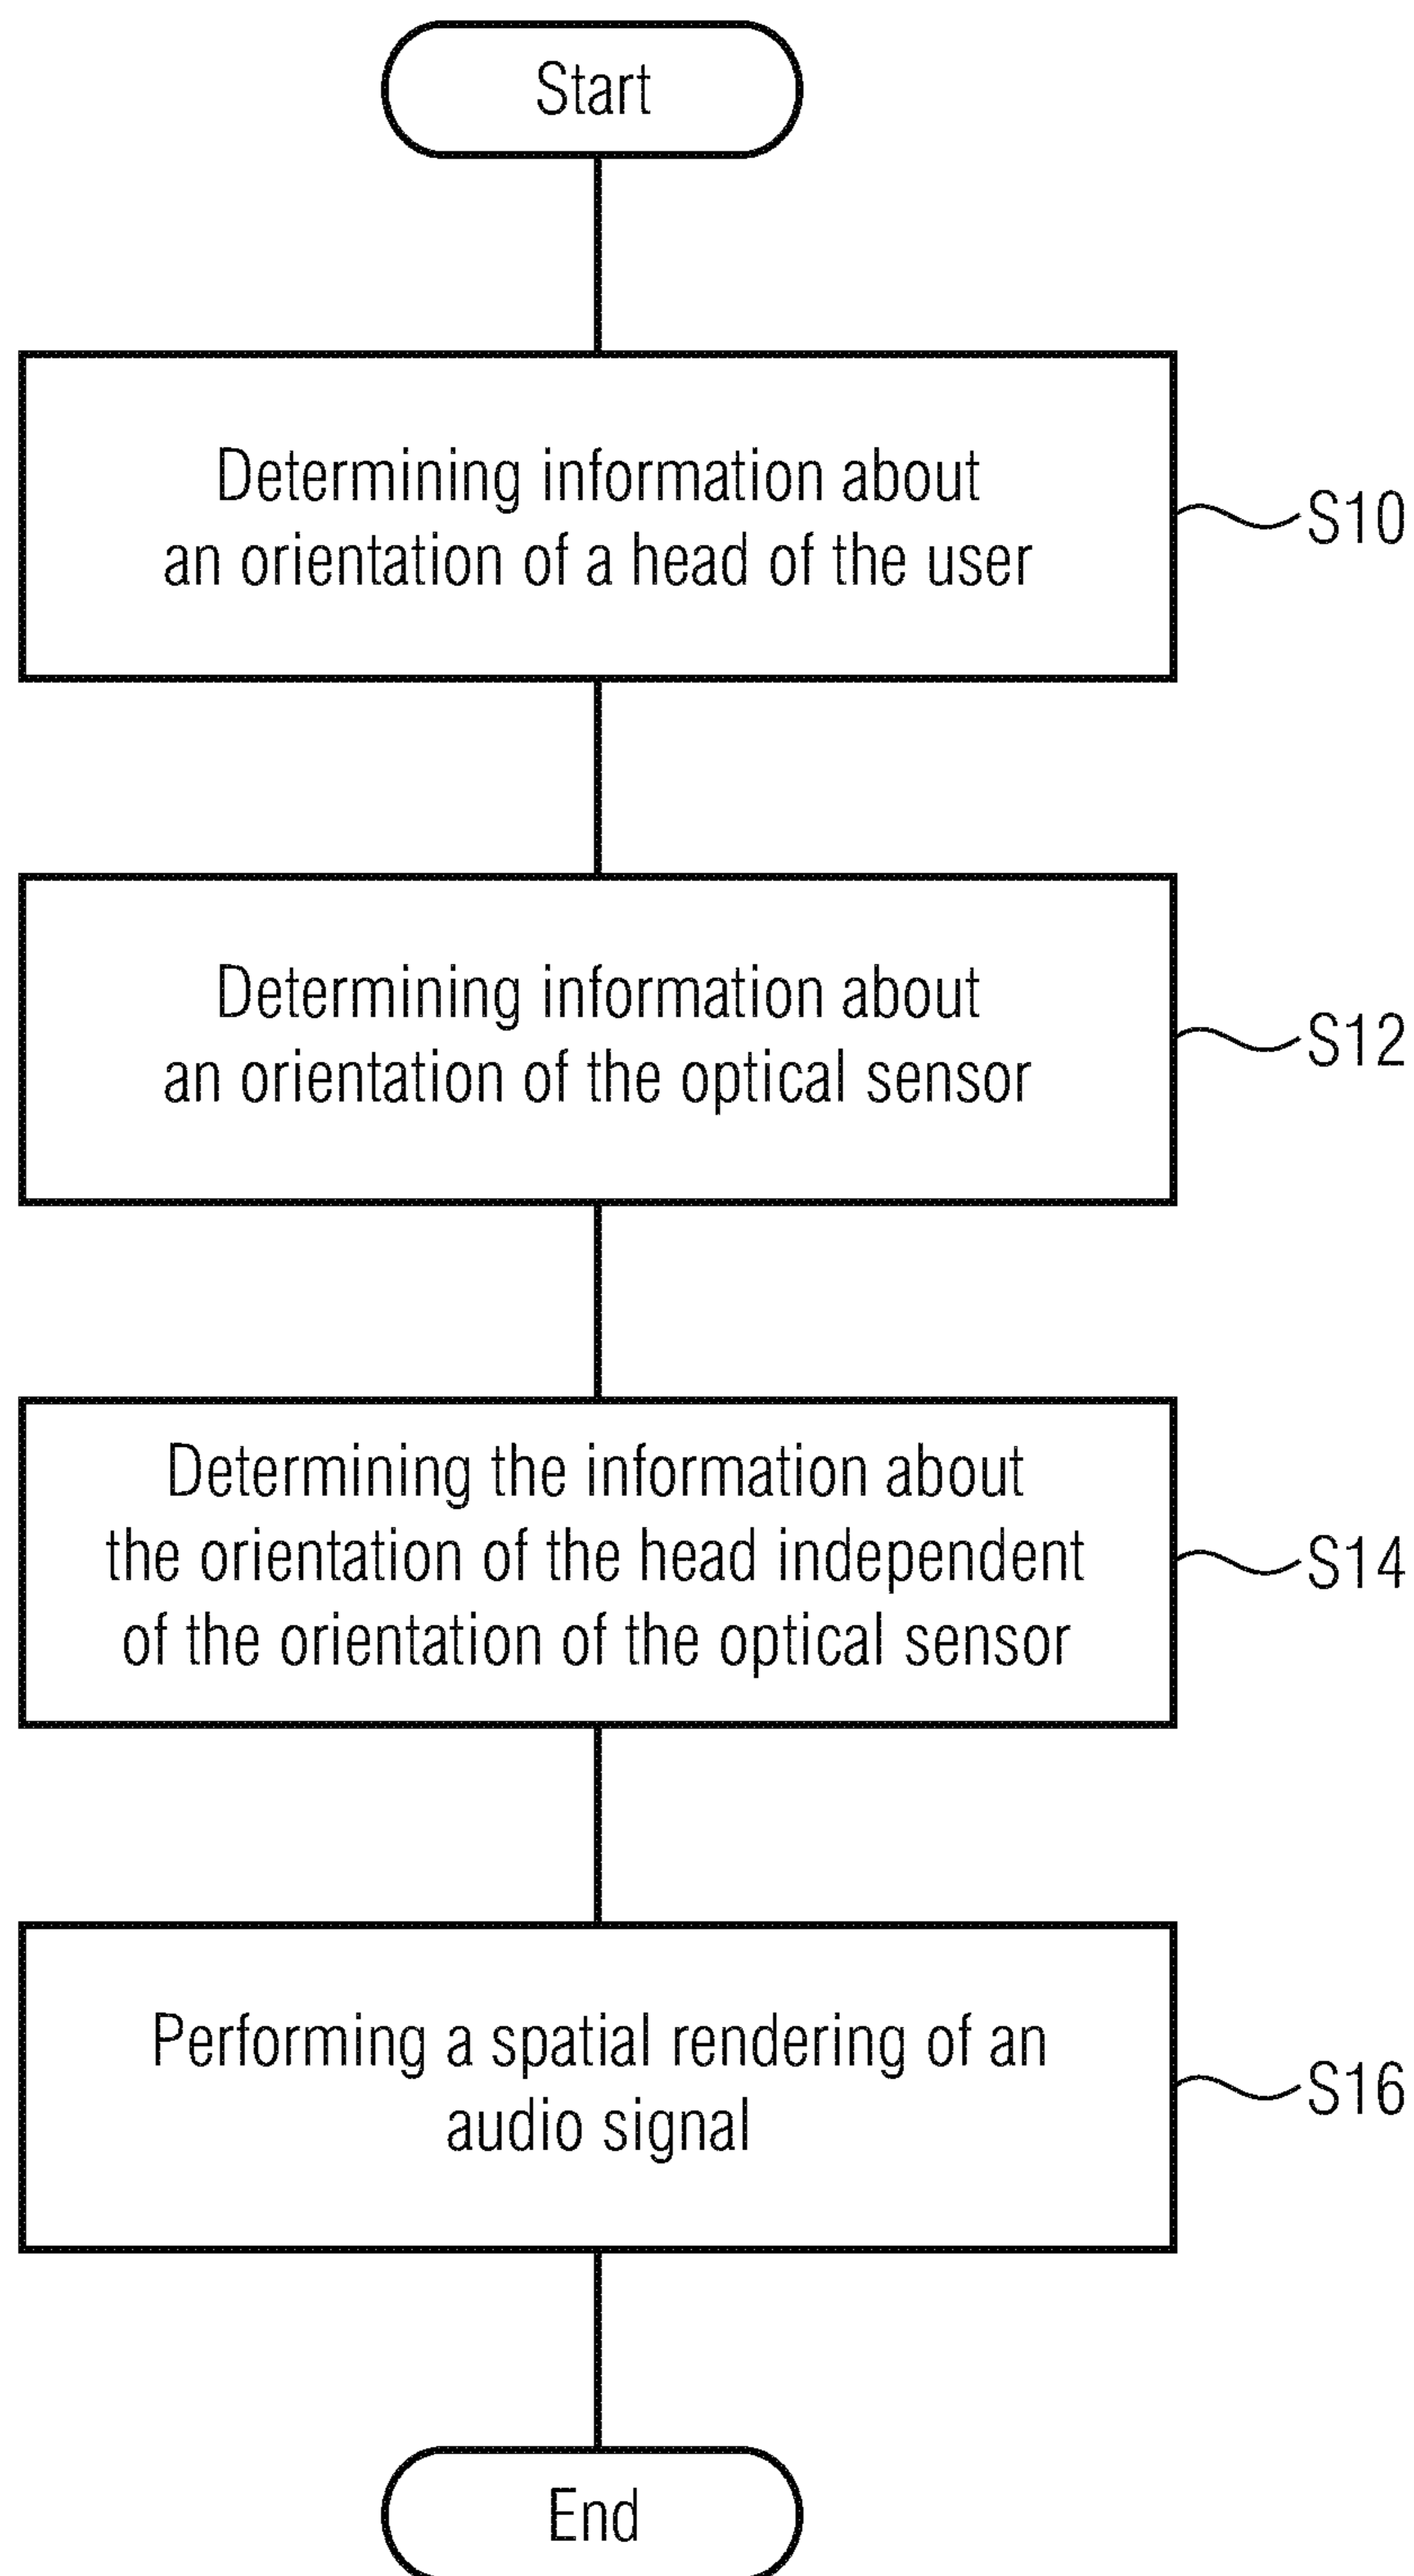 Start
Determining information about
an orientation of a head of the user
S10
Determining information about
an orientation of the optical sensor
S12
Determining the information about
the orientation of the head independent
of the orientation of the optical sensor
S14
Performing a spatial rendering of an
audio signal
S16
End